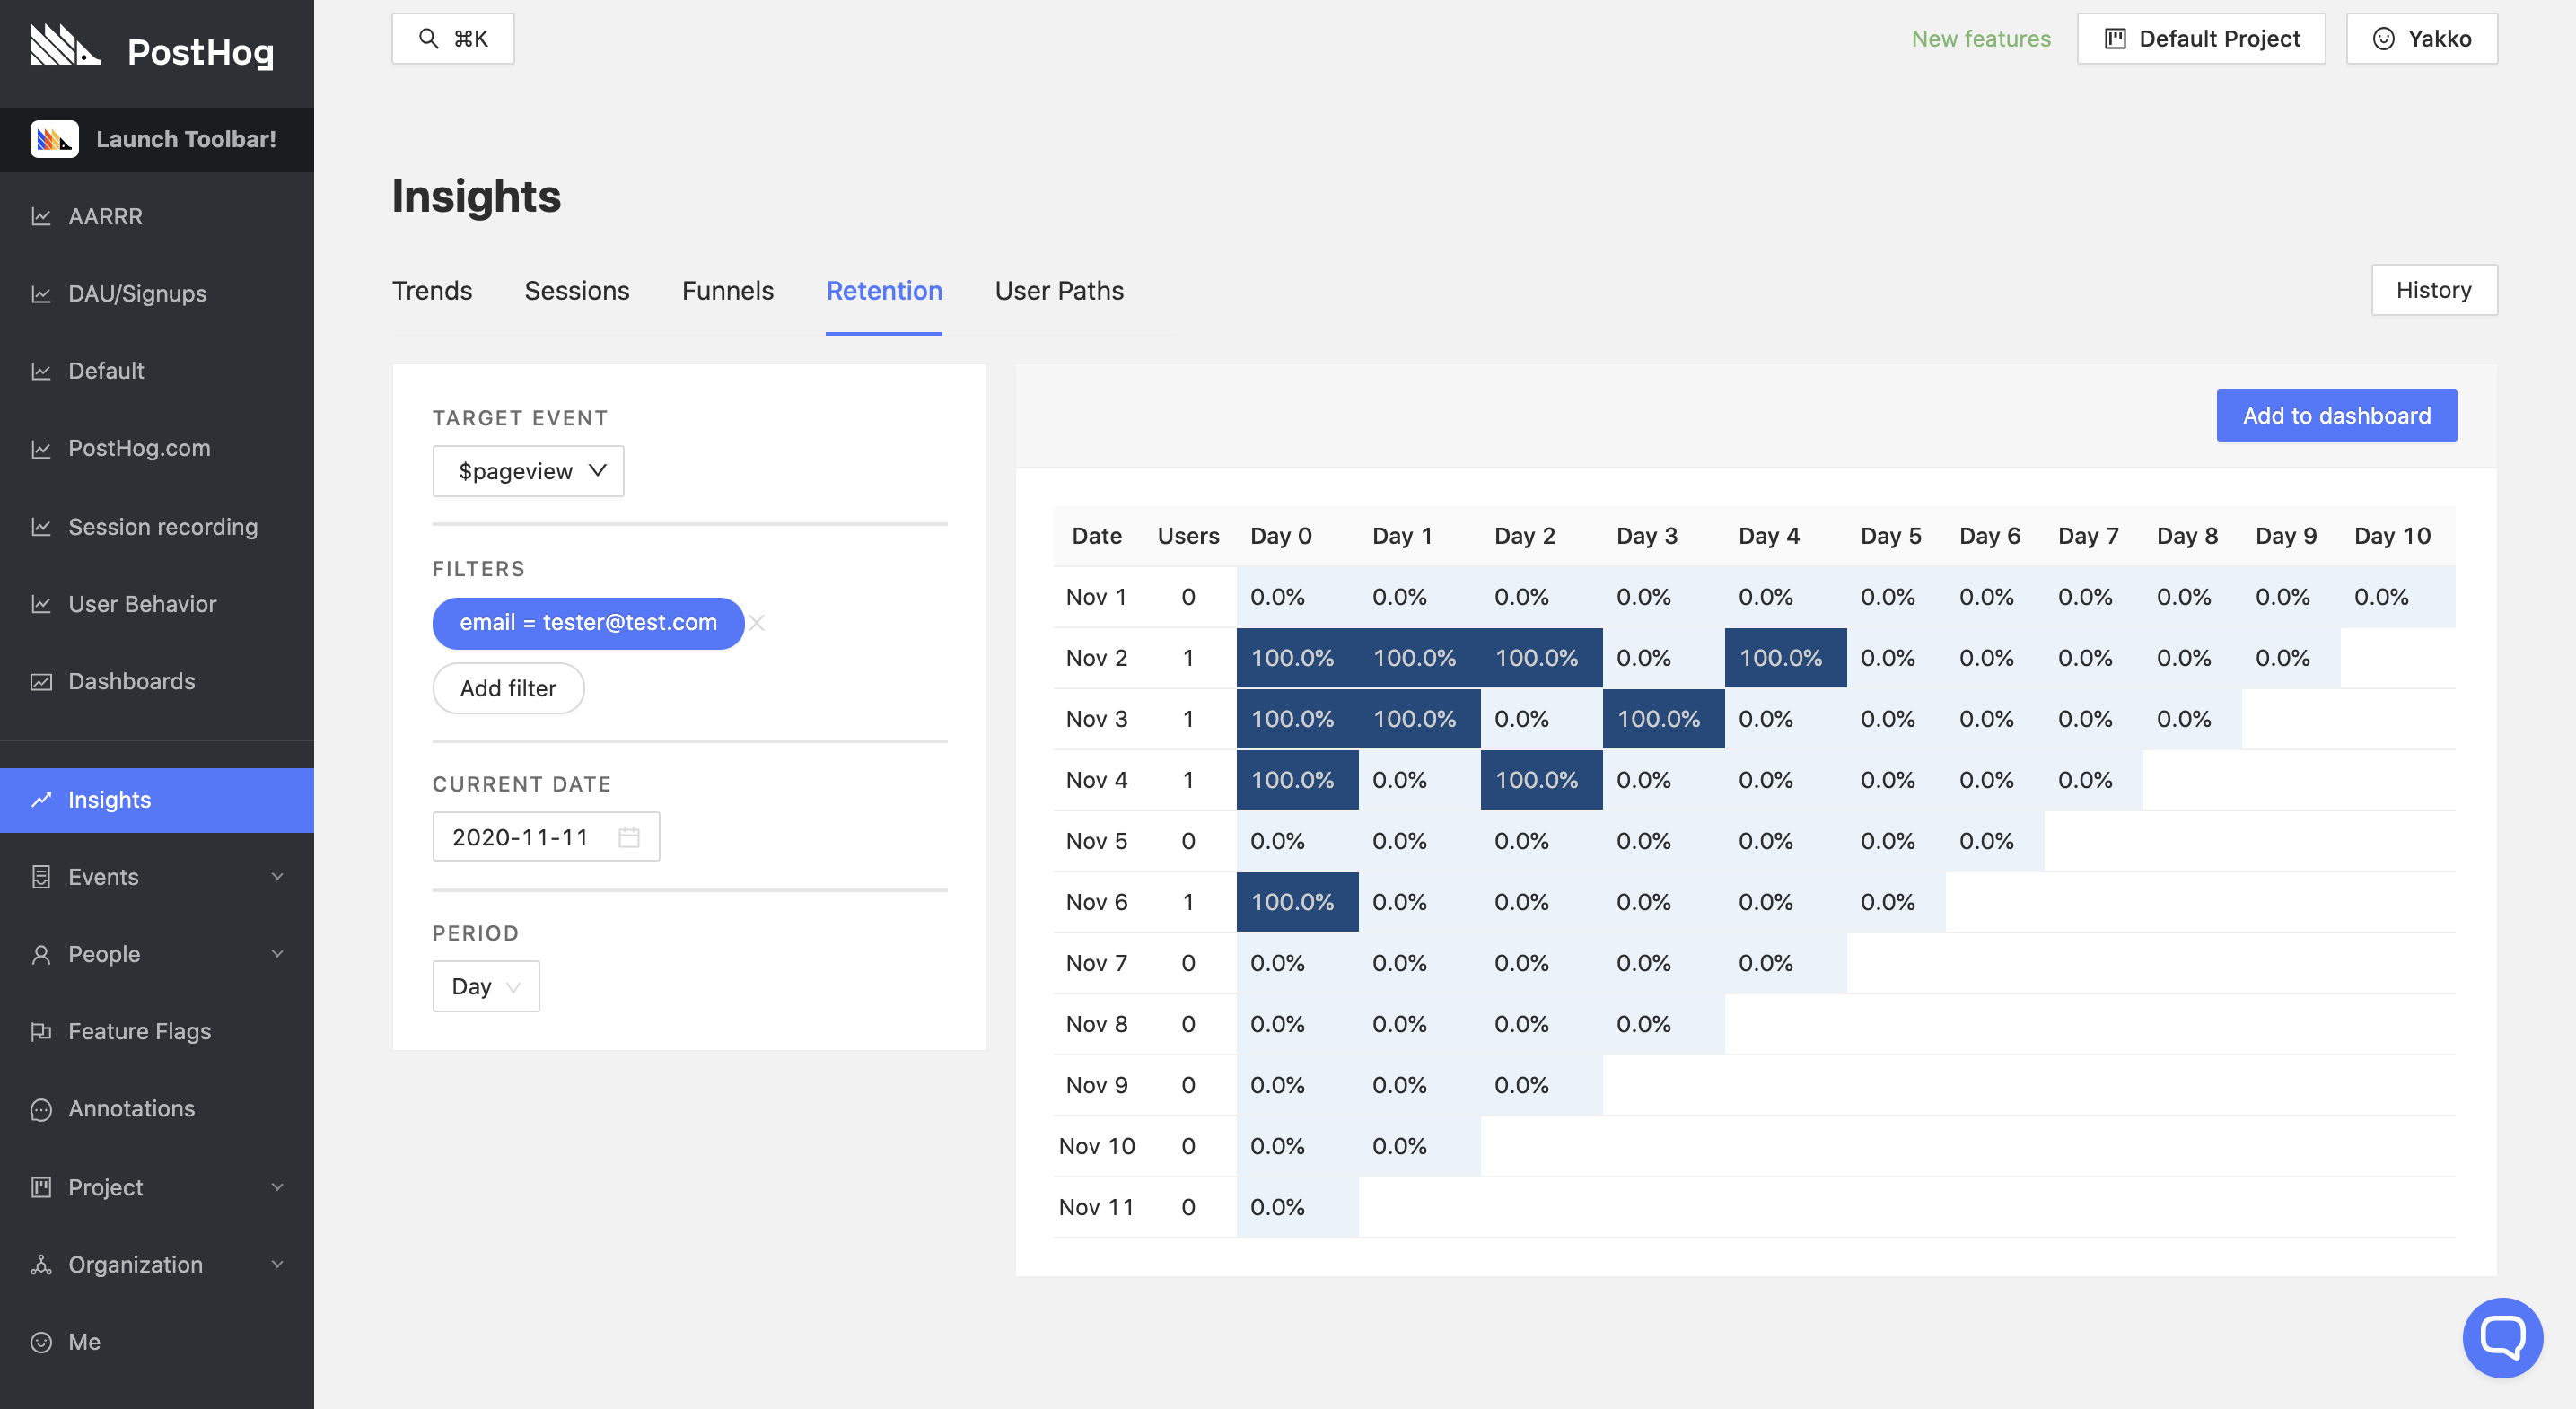 PostHog
Launch Toolbar!
AARRR
DAU/Signups
Default
PostHog.com
Session recording
User Behavior
Dashboards
Insights
Events
People
Feature Flags
Annotations
Project
Organization
Me
⌘K
New features
Default Project
Yakko
Insights
Trends Sessions Funnels Retention User Paths
History
TARGET EVENT
$pageview
FILTERS
email = tester@test.com
Add filter
CURRENT DATE
2020-11-11
PERIOD
Day
Add to dashboard
Date Users Day 0 Day 1 Day 2 Day 3 Day 4 Day 5 Day 6 Day 7 Day 8 Day 9 Day 10
Nov 1 0 0.0% 0.0% 0.0% 0.0% 0.0% 0.0% 0.0% 0.0% 0.0% 0.0% 0.0%
Nov 2 1 100.0% 100.0% 100.0% 0.0% 100.0% 0.0% 0.0% 0.0% 0.0% 0.0%
Nov 3 1 100.0% 100.0% 0.0% 100.0% 0.0% 0.0% 0.0% 0.0% 0.0%
Nov 4 1 100.0% 0.0% 100.0% 0.0% 0.0% 0.0% 0.0% 0.0%
Nov 5 0 0.0% 0.0% 0.0% 0.0% 0.0% 0.0% 0.0%
Nov 6 1 100.0% 0.0% 0.0% 0.0% 0.0% 0.0%
Nov 7 0 0.0% 0.0% 0.0% 0.0% 0.0%
Nov 8 0 0.0% 0.0% 0.0% 0.0%
Nov 9 0 0.0% 0.0% 0.0%
Nov 10 0 0.0% 0.0%
Nov 11 0 0.0%